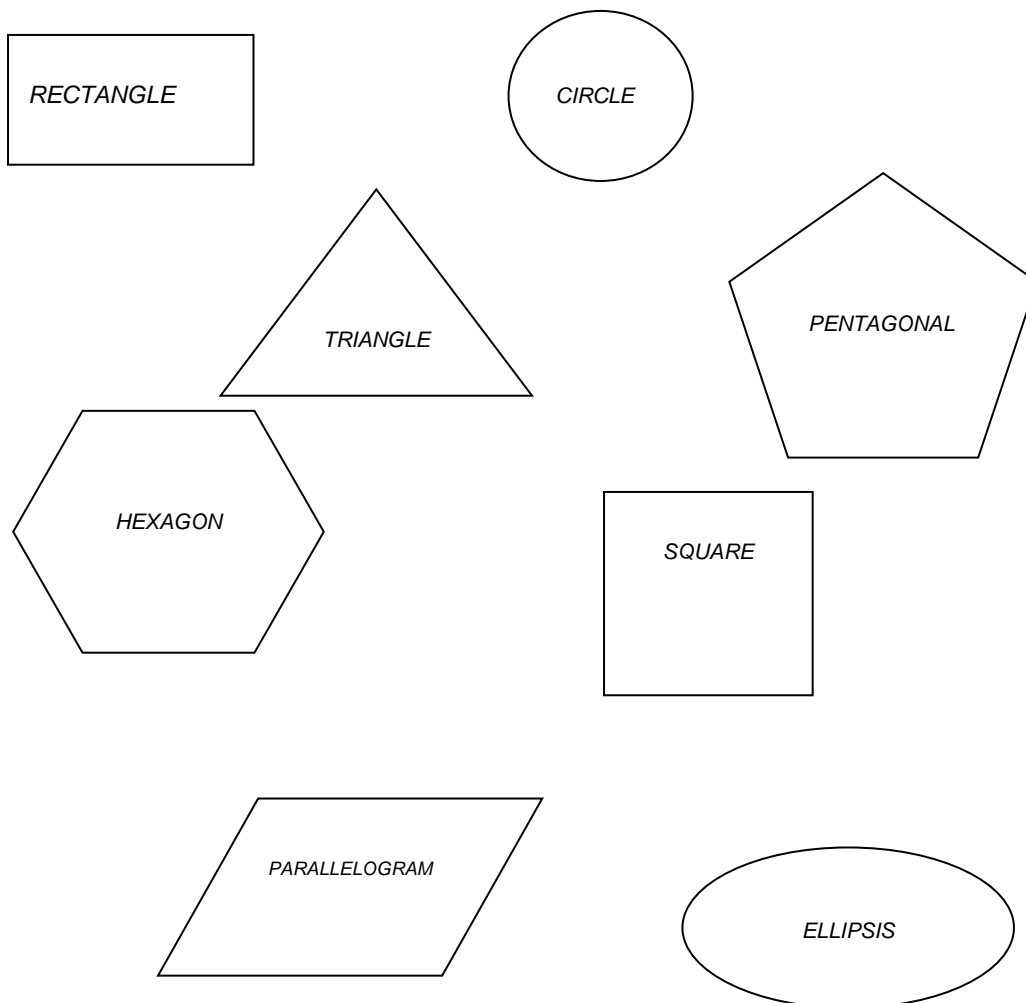 RECTANGLE
CIRCLE
TRIANGLE
PENTAGONAL
HEXAGON
SQUARE
PARALLELOGRAM
ELLIPSIS